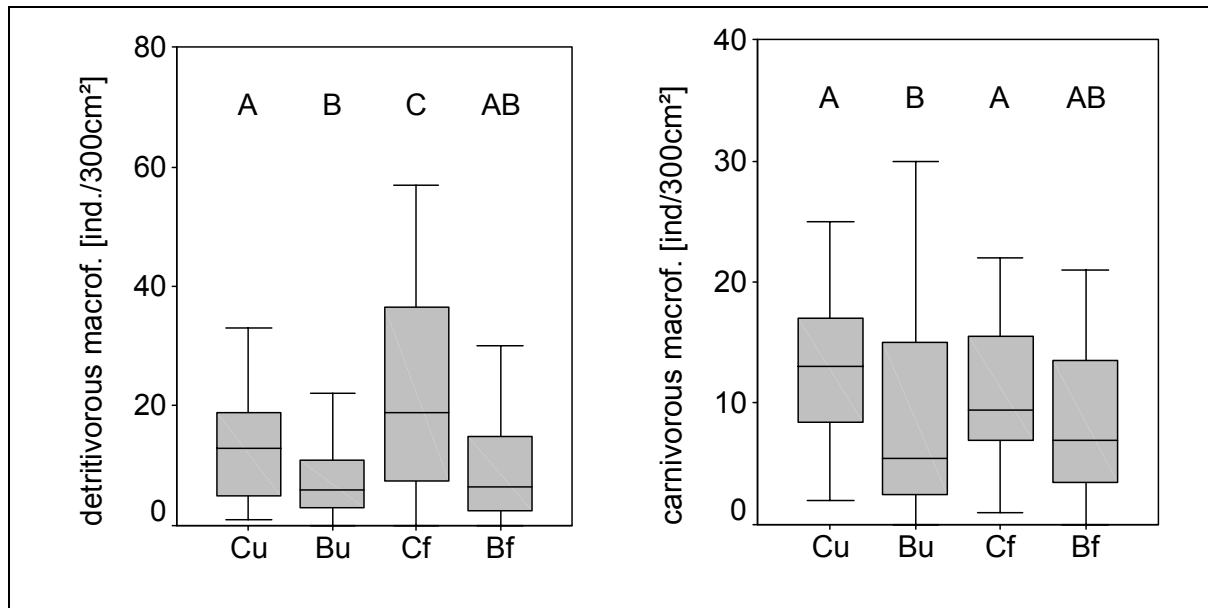 detritivorous macrof. [ind./300cm²]
80
60
40
20
0
A B C AB
Cu Bu Cf Bf
carnivorous macrof. [ind/300cm²]
40
30
20
10
0
A B A AB
Cu Bu Cf Bf